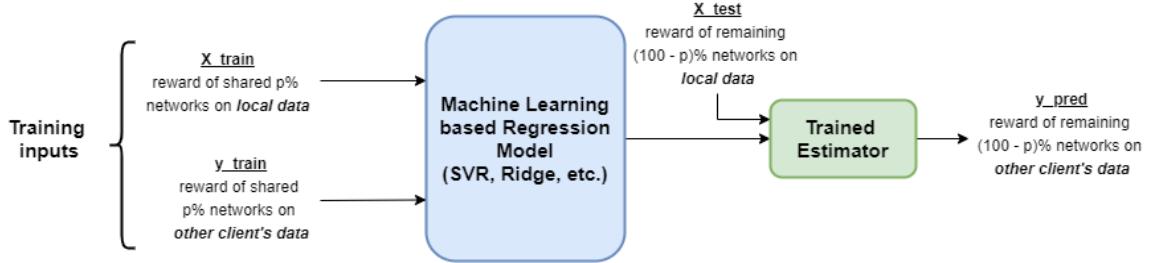 Training
inputs
X_train
reward of shared p%
networks on local data
y_train
reward of shared
p% networks on
other client's data
Machine Learning
based Regression
Model
(SVR, Ridge, etc.)
X_test
reward of remaining
(100 - p)% networks on
local data
Trained
Estimator
y_pred
reward of remaining
(100 - p)% networks on
other client's data